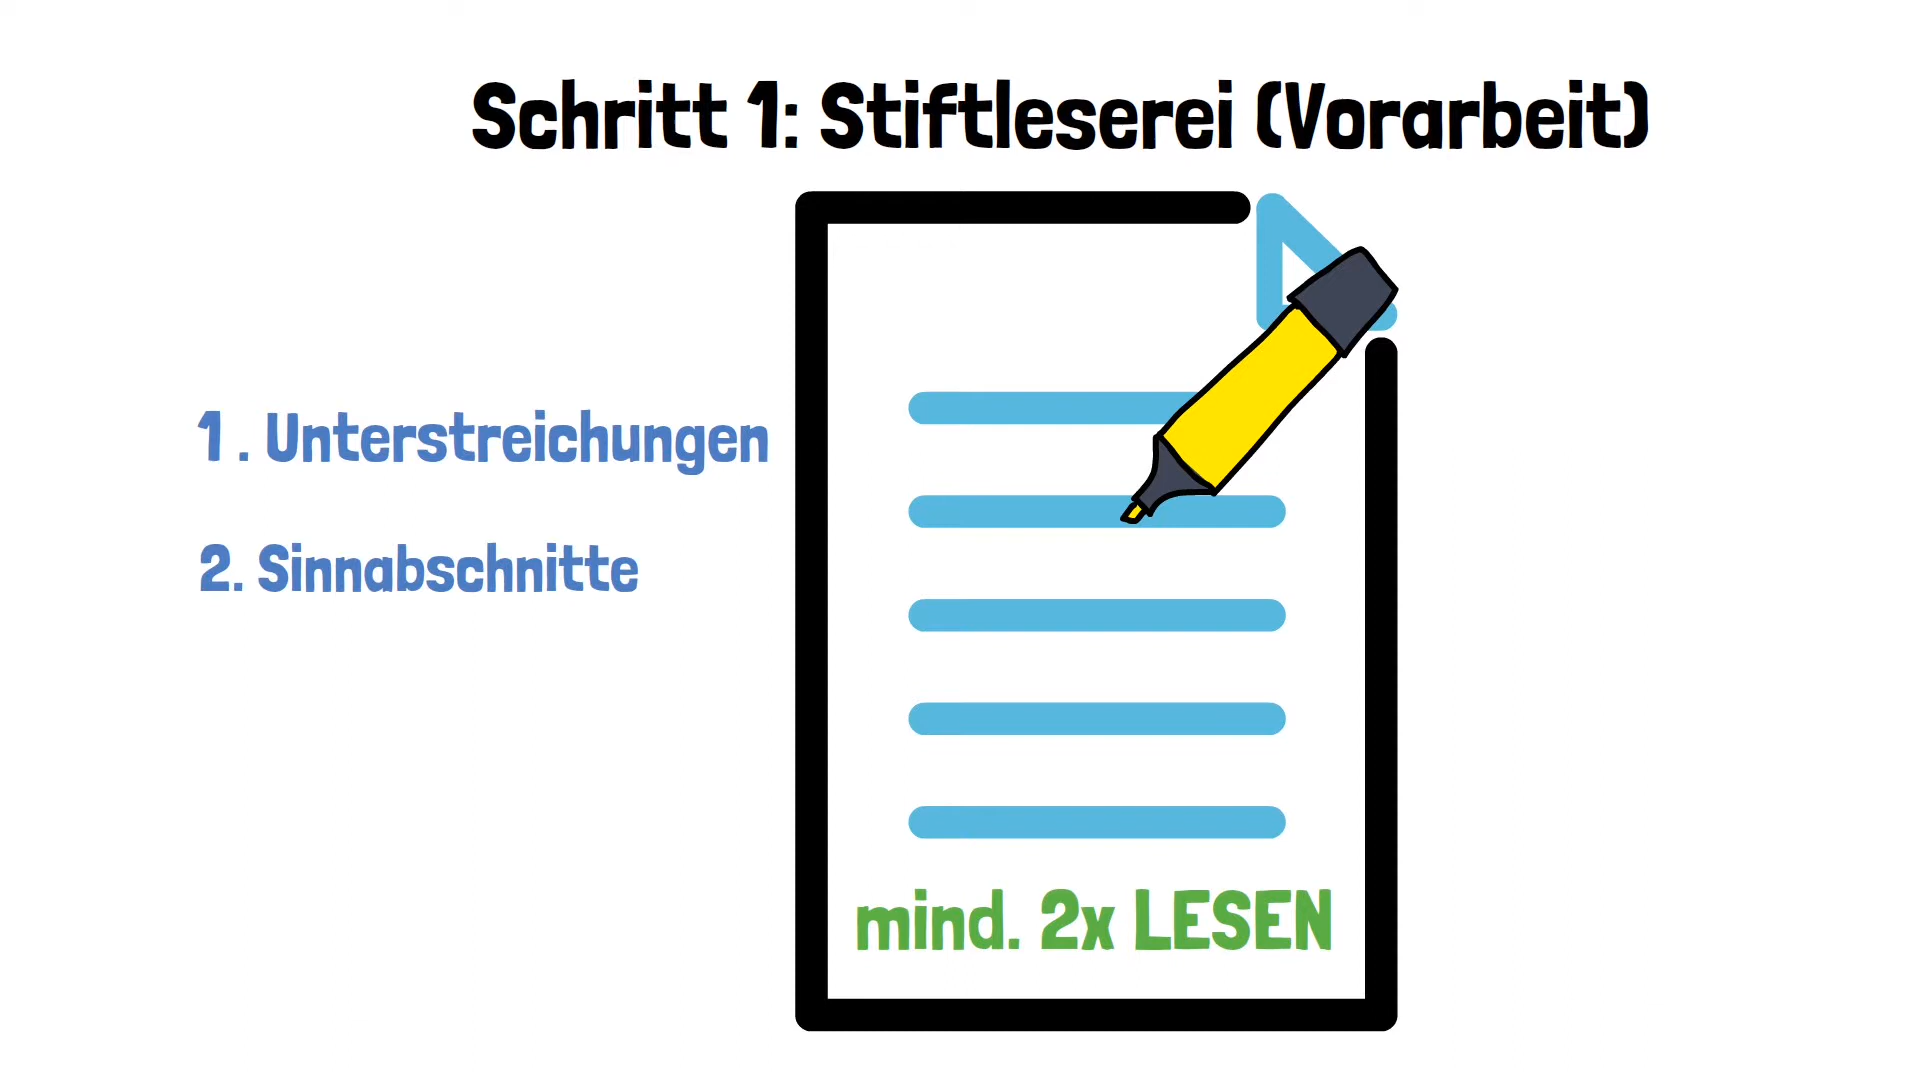 Schritt 1: Stiftleserei (Vorarbeit)
1. Unterstreichungen
2. Sinnabschnitte
mind. 2x LESEN